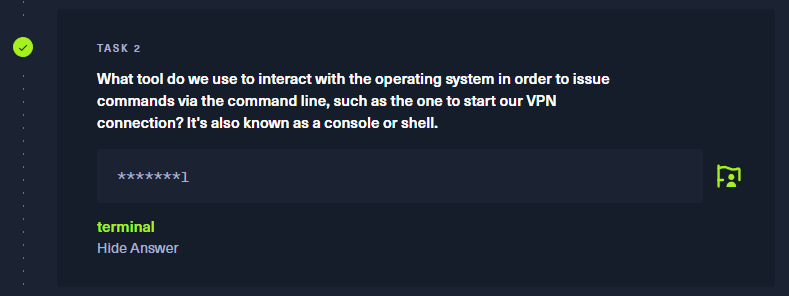 TASK 2
What tool do we use to interact with the operating system in order to issue
commands via the command line, such as the one to start our VPN
connection? It's also known as a console or shell.
*******l
terminal
Hide Answer